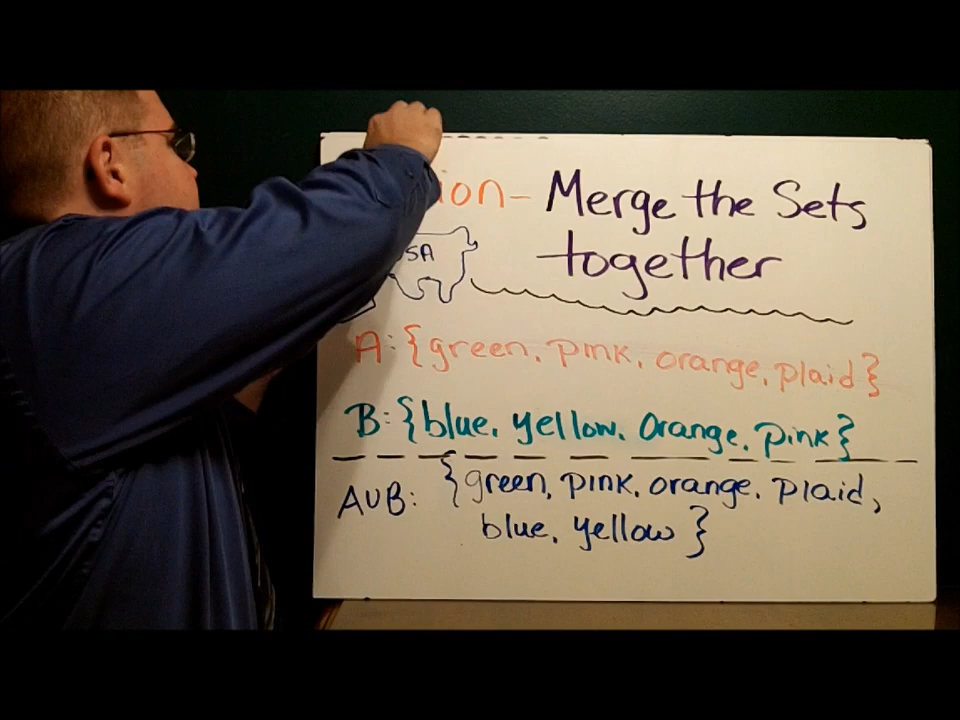 ion- Merge the Sets
together
SA
A: {green, pink, orange, plaid}
B: {blue, yellow, Orange, pink}
AUB: {green, pink, orange, plaid,
blue, yellow}